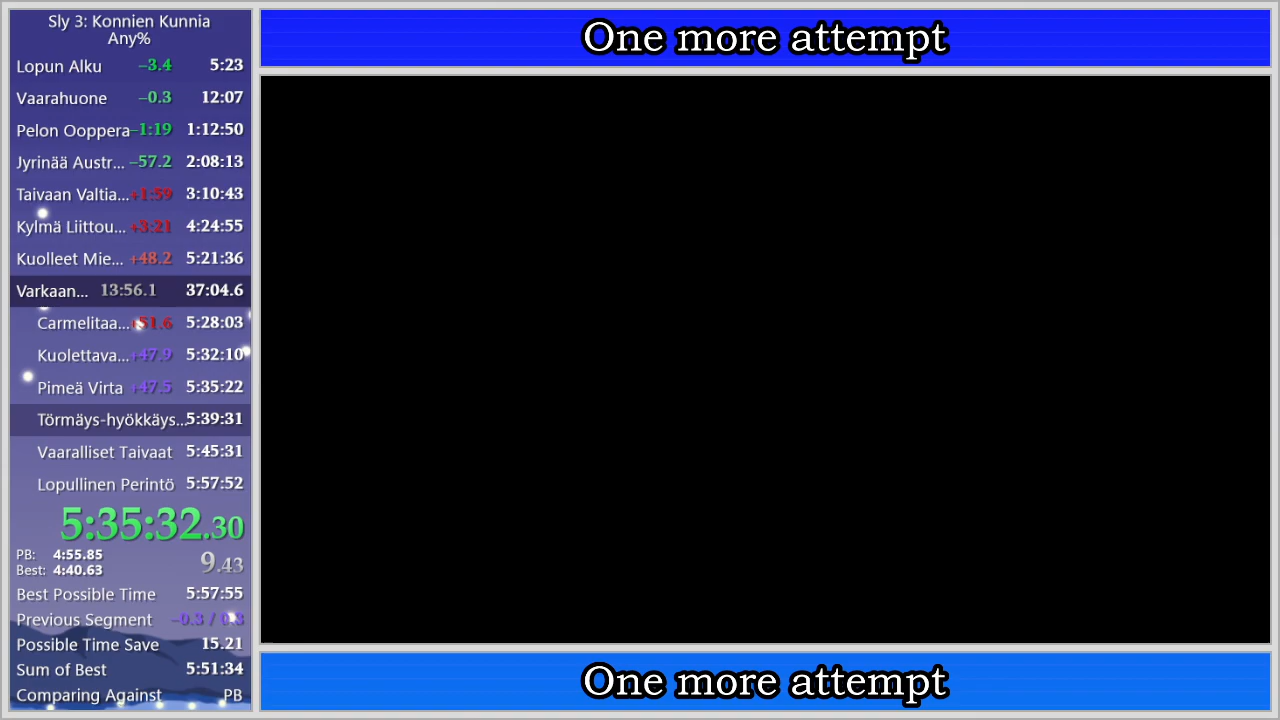 Sly 3: Konnien Kunnia
Any%
Lopun Alku −3.4 5:23
Vaarahuone −0.3 12:07
Pelon Ooppera −1:19 1:12:50
Jyrinää Austr... −57.2 2:08:13
Taivaan Valtia... +1:59 3:10:43
Kylmä Liittou... +3:21 4:24:55
Kuolleet Mie... +48.2 5:21:36
Varkaan... 13:56.1 37:04.6
Carmelitaa... +51.6 5:28:03
Kuolettava... +47.9 5:32:10
Pimeä Virta +47.5 5:35:22
Törmäys-hyökkäys... 5:39:31
Vaaralliset Taivaat 5:45:31
Lopullinen Perintö 5:57:52
5:35:32.30
PB: 4:55.85
Best: 4:40.63
9.43
Best Possible Time 5:57:55
Previous Segment −0.3 / 0.3
Possible Time Save 15.21
Sum of Best 5:51:34
Comparing Against PB
One more attempt
One more attempt